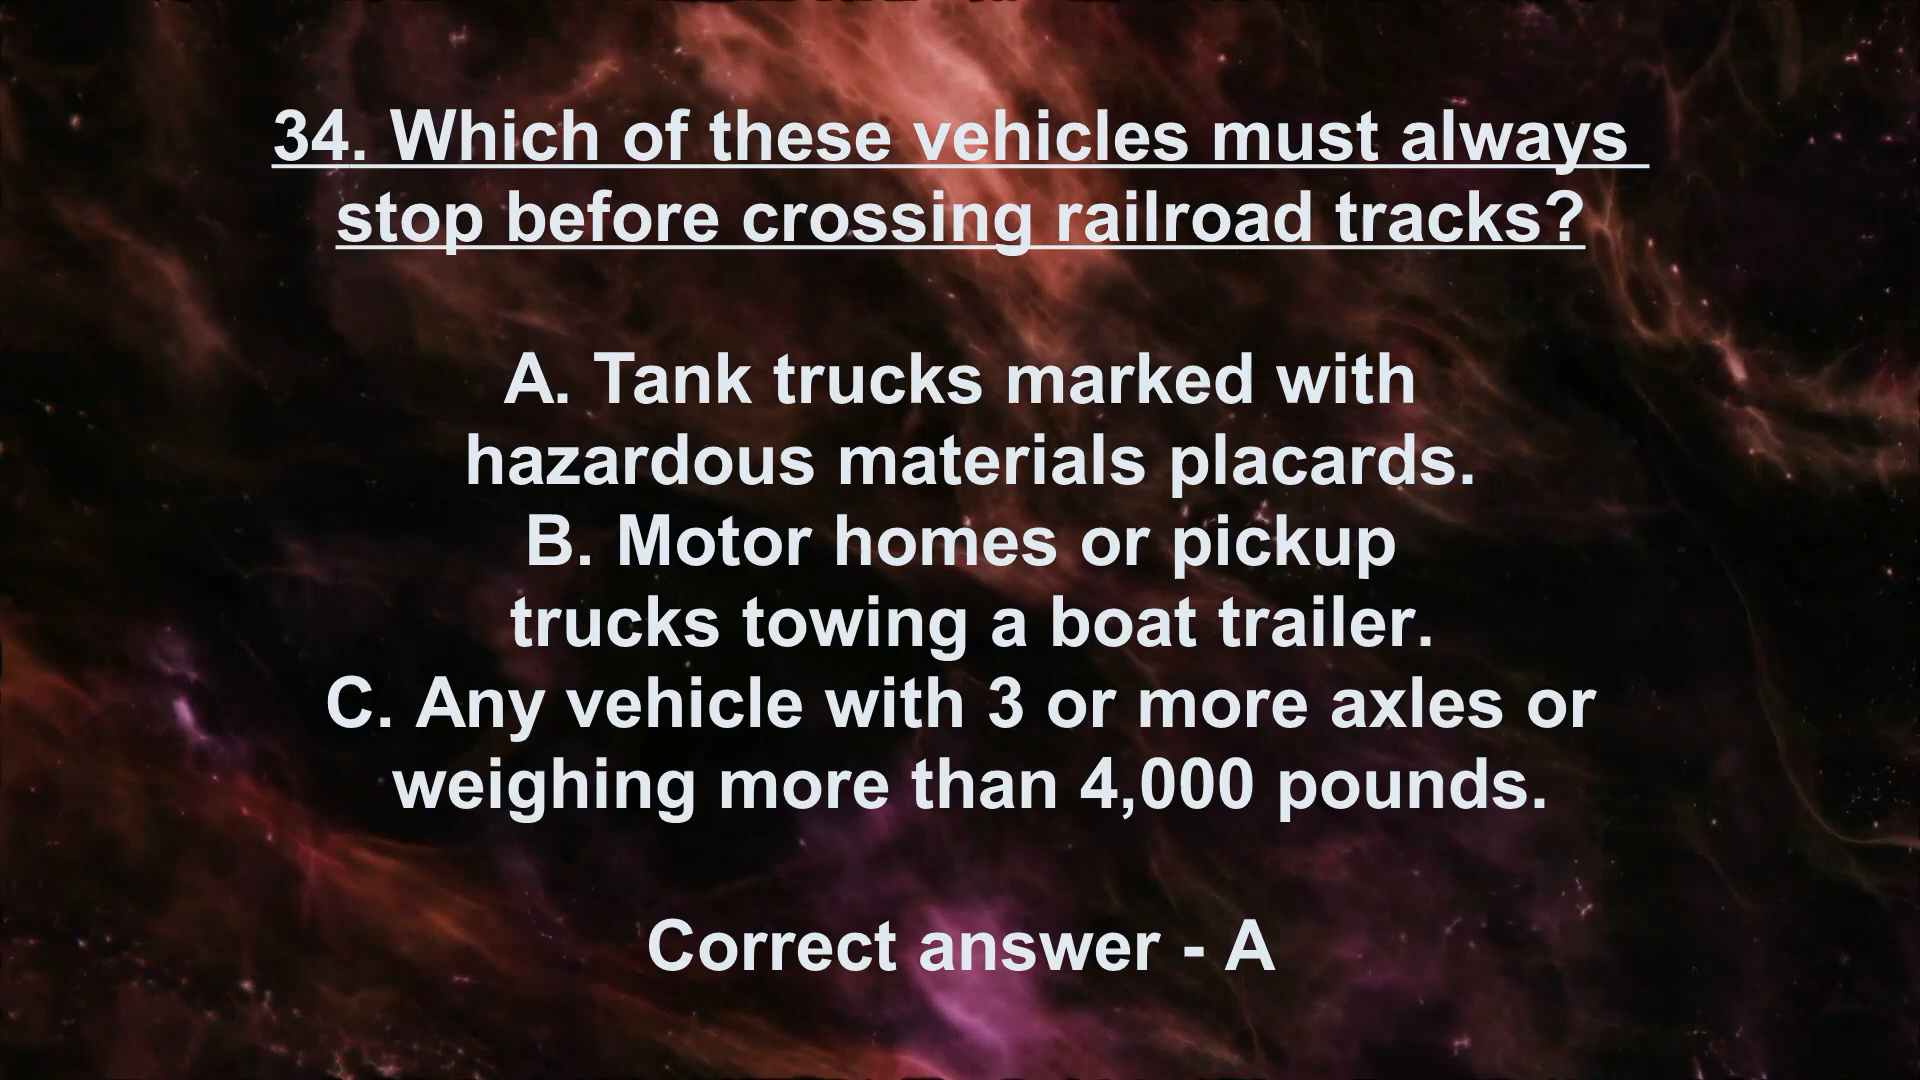 34. Which of these vehicles must always
stop before crossing railroad tracks?
A. Tank trucks marked with
hazardous materials placards.
B. Motor homes or pickup
trucks towing a boat trailer.
C. Any vehicle with 3 or more axles or
weighing more than 4,000 pounds.
Correct answer - A